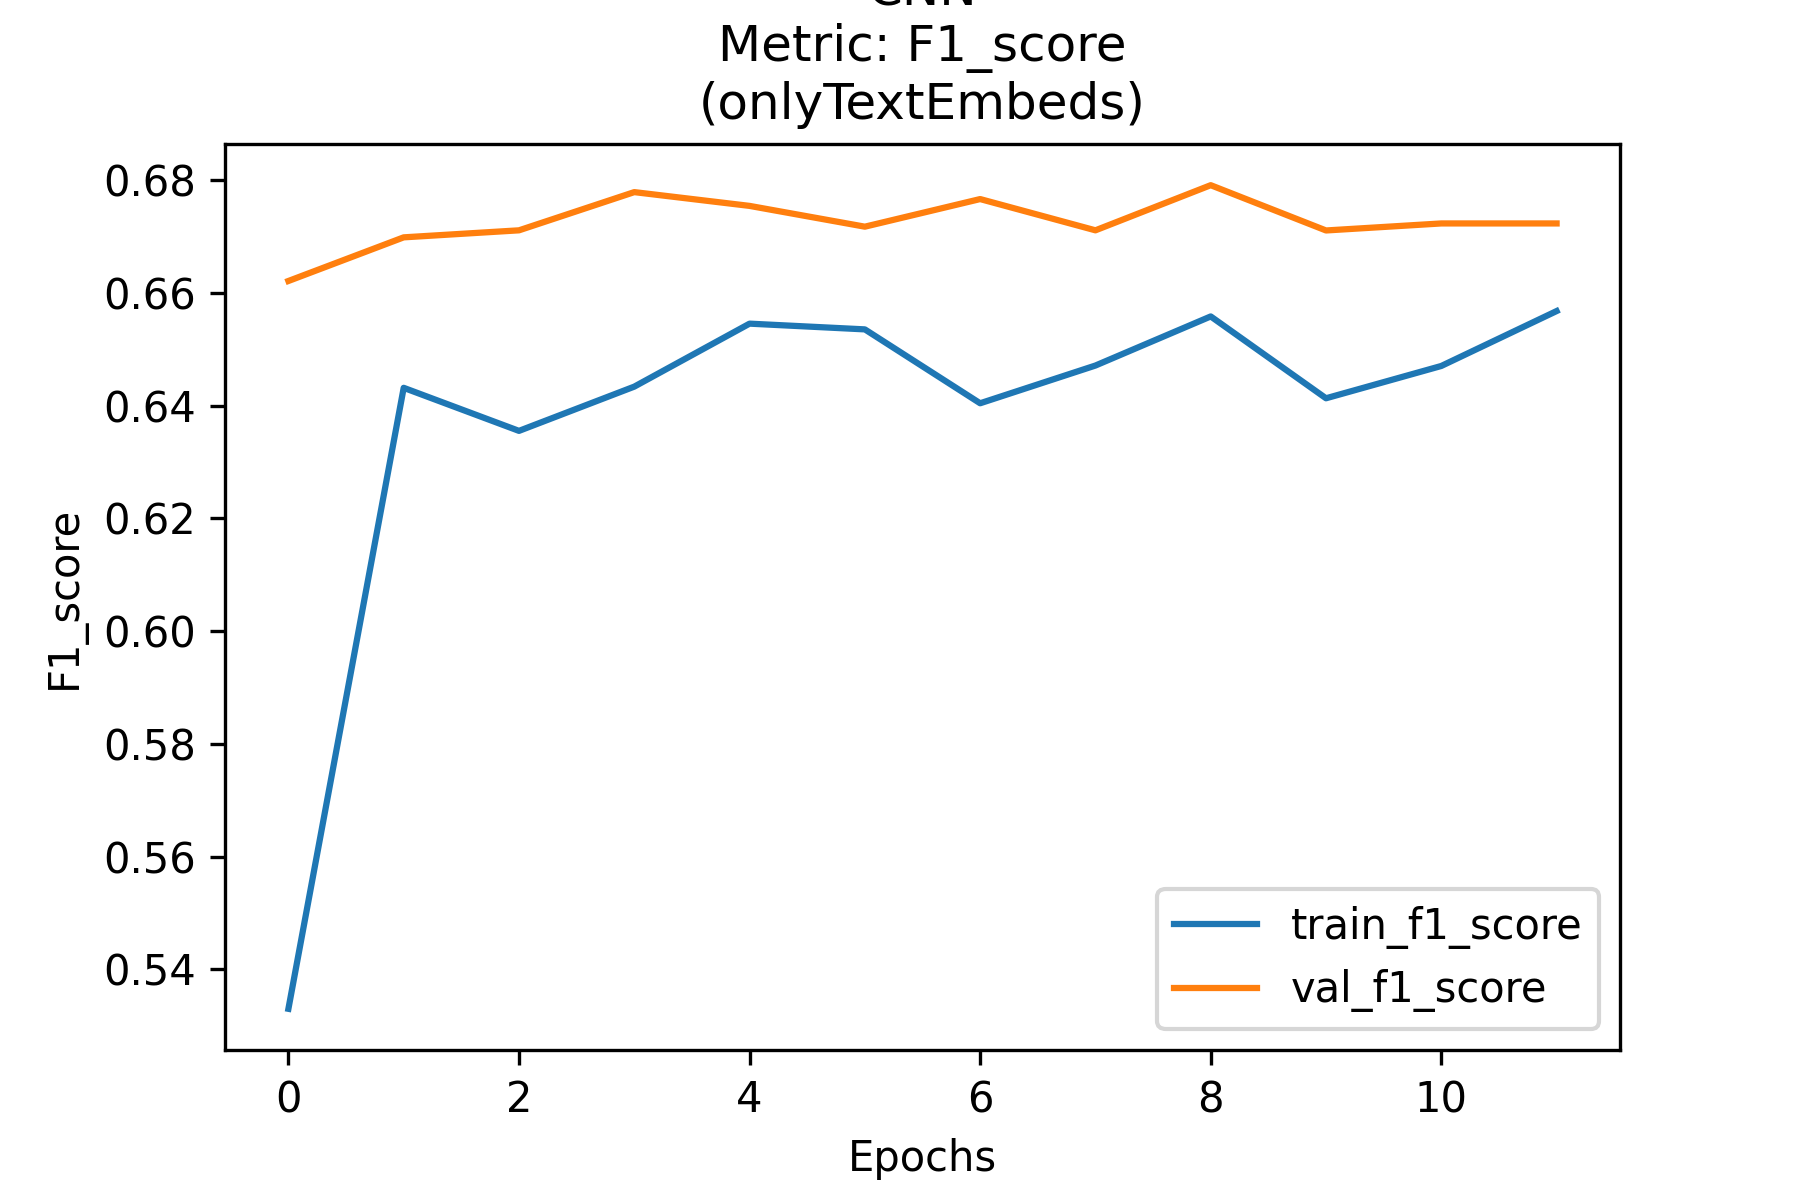 Metric: F1_score
(onlyTextEmbeds)
0.68
0.66
0.64
0.62
0.60
0.58
0.56
0.54
F1_score
train_f1_score
val_f1_score
0 2 4 6 8 10
Epochs